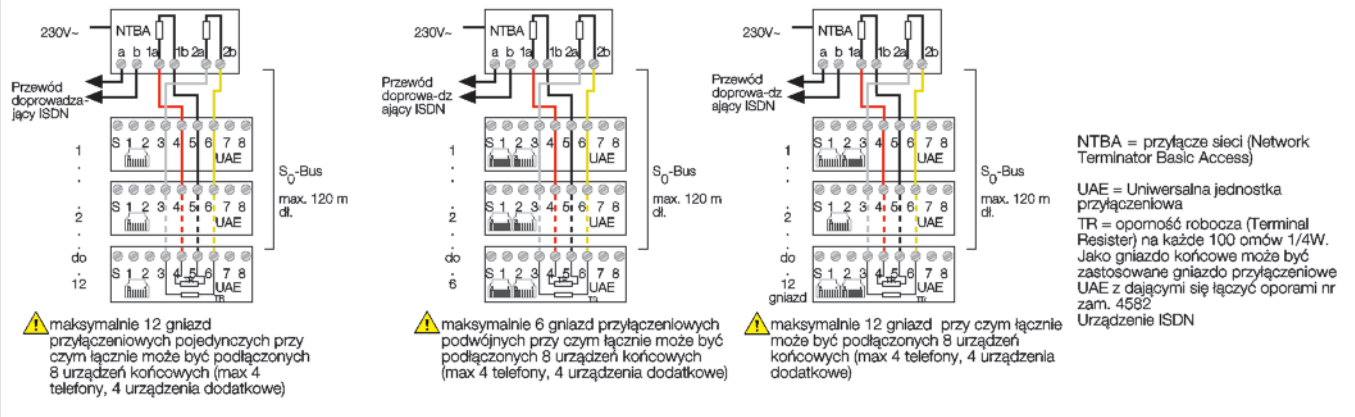 230V~
NTBA
a b 1a 1b 2a 2b
Przewód
doprowadza-
jący ISDN
1
S 1 2 3 4 5 6 7 8
UAE
2
S 1 2 3 4 5 6 7 8
UAE
do
12
S 1 2 3 4 5 6 7 8
TR
UAE
TR
S0-Bus
max. 120 m
dł.
maksymalnie 12 gniazd
przyłączeniowych pojedynczych przy
czym łącznie może być podłączonych
8 urządzeń końcowych (max 4
telefony, 4 urządzenia dodatkowe)
230V~
NTBA
a b 1a 1b 2a 2b
Przewód
doprowa-dz
ający ISDN
1
S 1 2 3 4 5 6 7 8
UAE
2
S 1 2 3 4 5 6 7 8
UAE
do
6
S 1 2 3 4 5 6 7 8
TR
UAE
TR
S0-Bus
max. 120 m
dł.
maksymalnie 6 gniazd przyłączeniowych
podwójnych przy czym łącznie może być
podłączonych 8 urządzeń końcowych
(max 4 telefony, 4 urządzenia dodatkowe)
230V~
NTBA
a b 1a 1b 2a 2b
Przewód
doprowa-dz
ający ISDN
1
S 1 2 3 4 5 6 7 8
UAE
2
S 1 2 3 4 5 6 7 8
UAE
do
12
gniazd
S 1 2 3 4 5 6 7 8
TR
UAE
TR
S0-Bus
max. 120 m
dł.
maksymalnie 12 gniazd przy czym łącznie
może być podłączonych 8 urządzeń
końcowych (max 4 telefony, 4 urządzenia
dodatkowe)
NTBA = przyłącze sieci (Network
Terminator Basic Access)
UAE = Uniwersalna jednostka
przyłączeniowa
TR = oporność robocza (Terminal
Resister) na każde 100 omów 1/4W.
Jako gniazdo końcowe może być
zastosowane gniazdo przyłączeniowe
UAE z dającymi się łączyć oporami nr
zam. 4582
Urządzenie ISDN